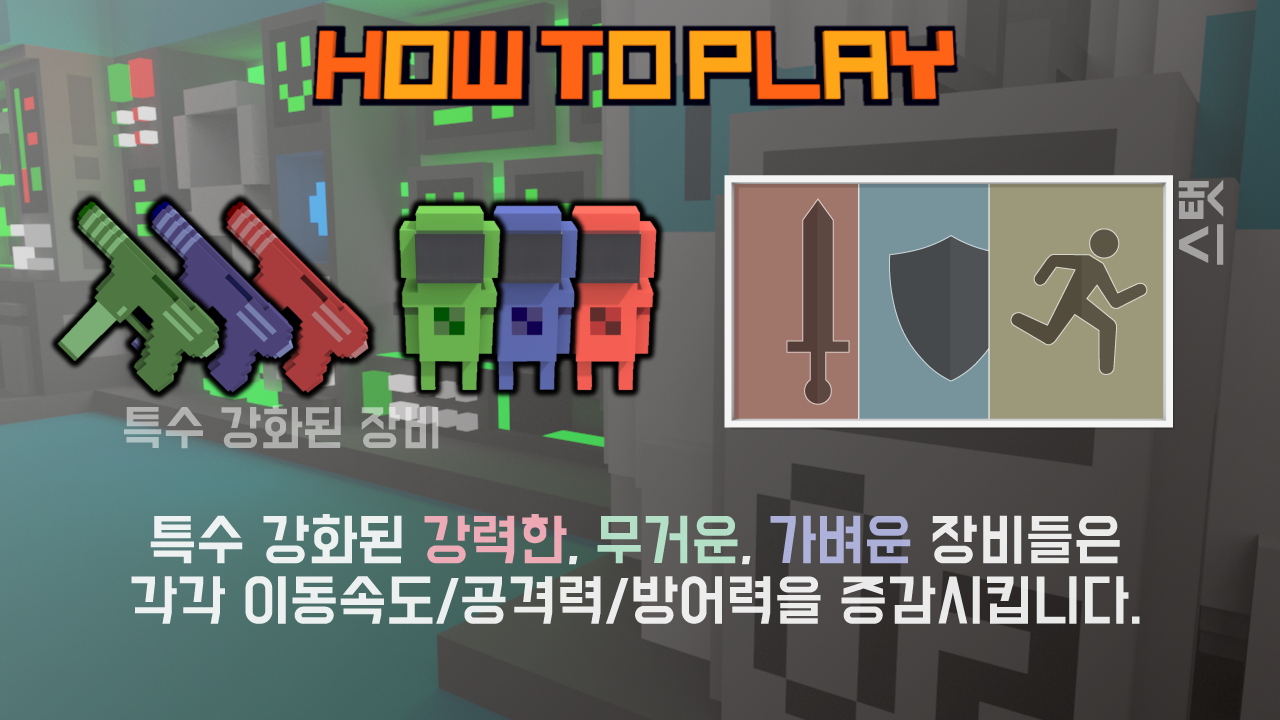 HOW TO PLAY
스탯
특수 강화된 장비
특수 강화된 강력한, 무거운, 가벼운 장비들은
각각 이동속도/공격력/방어력을 증감시킵니다.